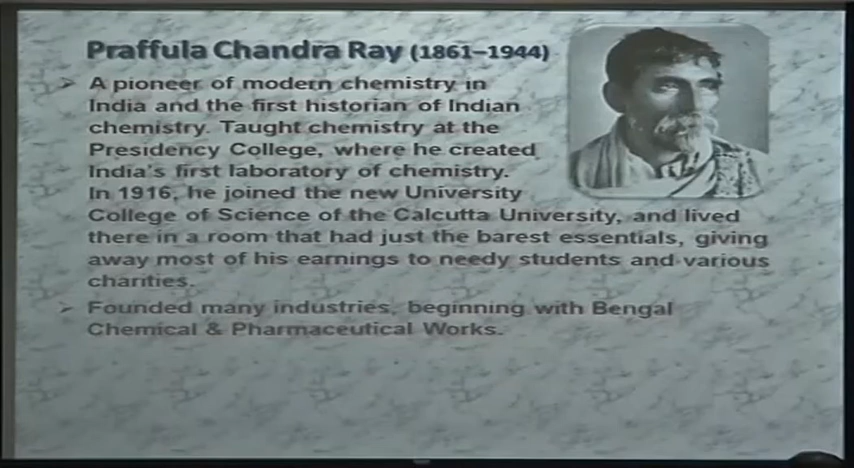 Praffula Chandra Ray (1861–1944)
➢ A pioneer of modern chemistry in
India and the first historian of Indian
chemistry. Taught chemistry at the
Presidency College, where he created
India's first laboratory of chemistry.
In 1916, he joined the new University
College of Science of the Calcutta University, and lived
there in a room that had just the barest essentials, giving
away most of his earnings to needy students and various
charities.
➢ Founded many industries, beginning with Bengal
Chemical & Pharmaceutical Works.